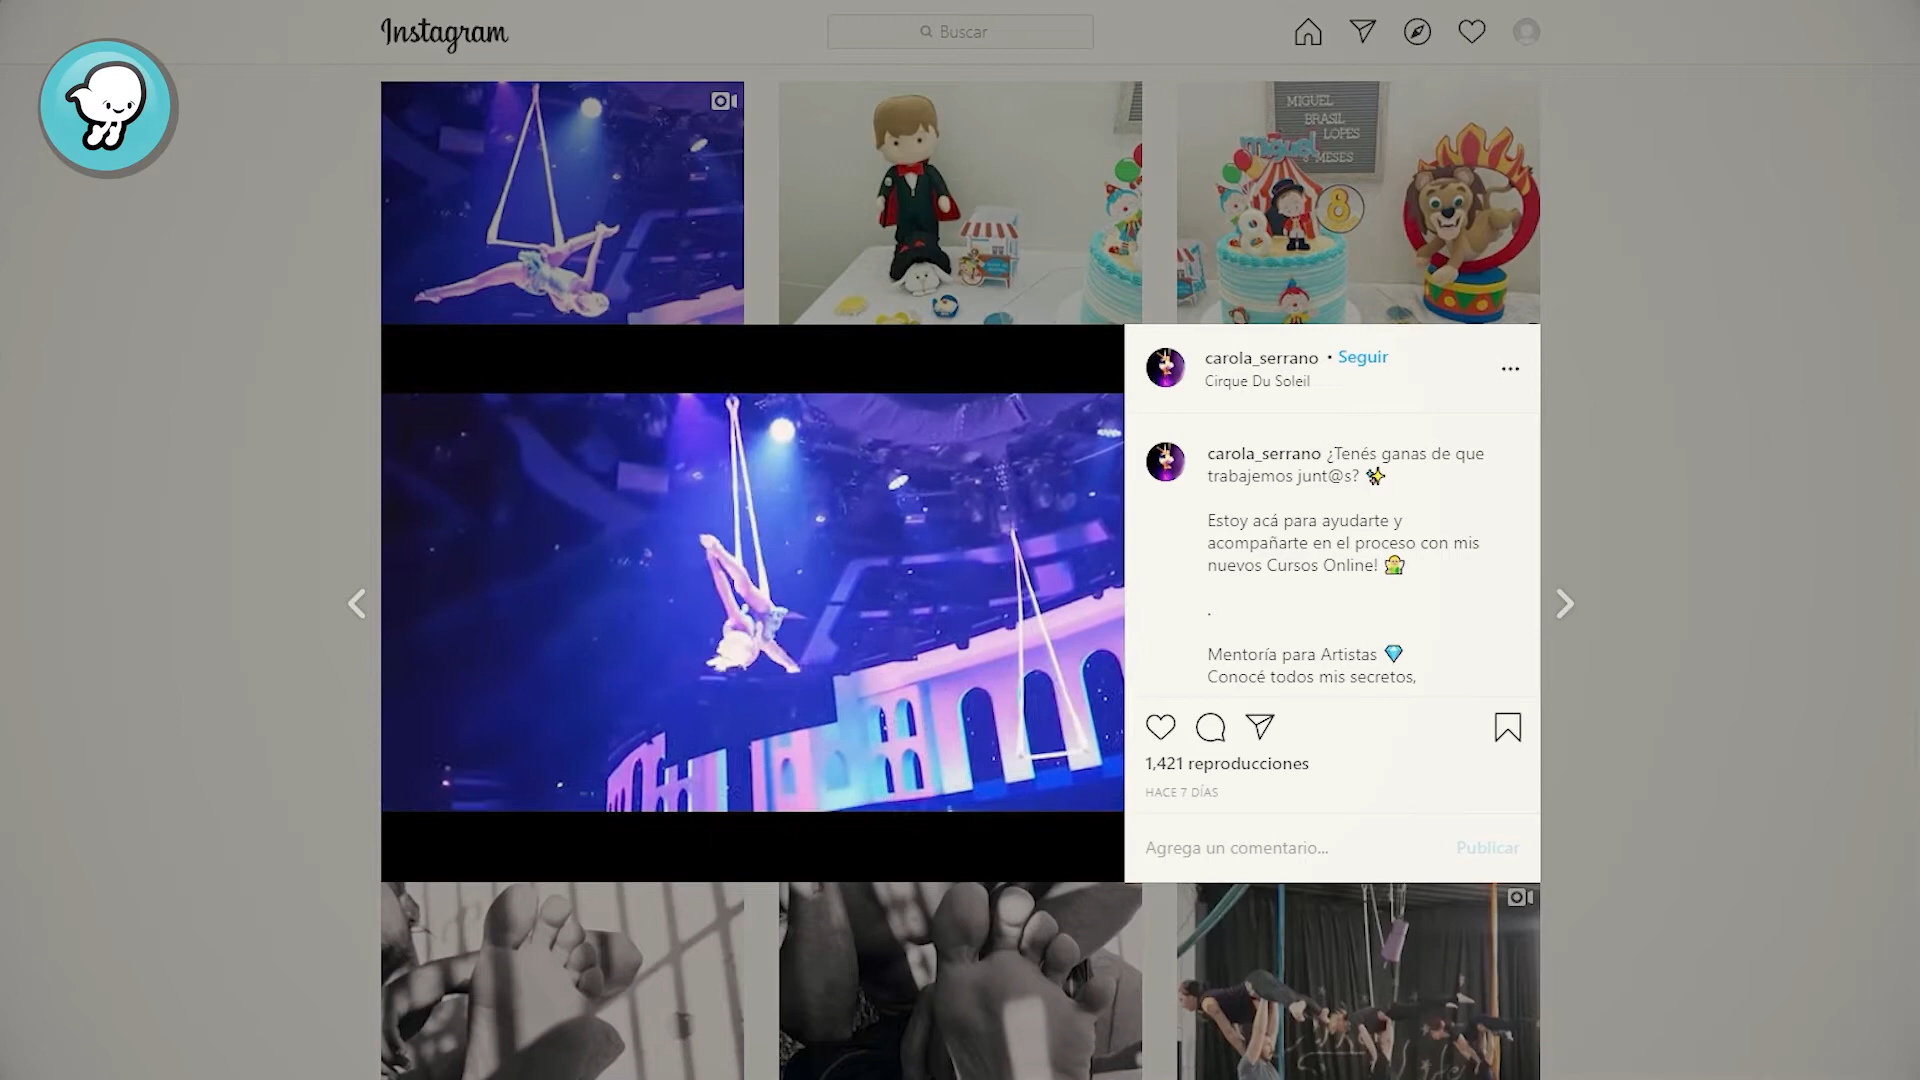 Instagram
Buscar
MIGUEL
BRASIL
LOPES
8 MESES
miguel
8
carola_serrano • Seguir
Cirque Du Soleil
carola_serrano ¿Tenés ganas de que
trabajemos junt@s? ✨
Estoy acá para ayudarte y
acompañarte en el proceso con mis
nuevos Cursos Online!
.
Mentoría para Artistas 💎
Conocé todos mis secretos,
1,421 reproducciones
HACE 7 DÍAS
Agrega un comentario...
Publicar